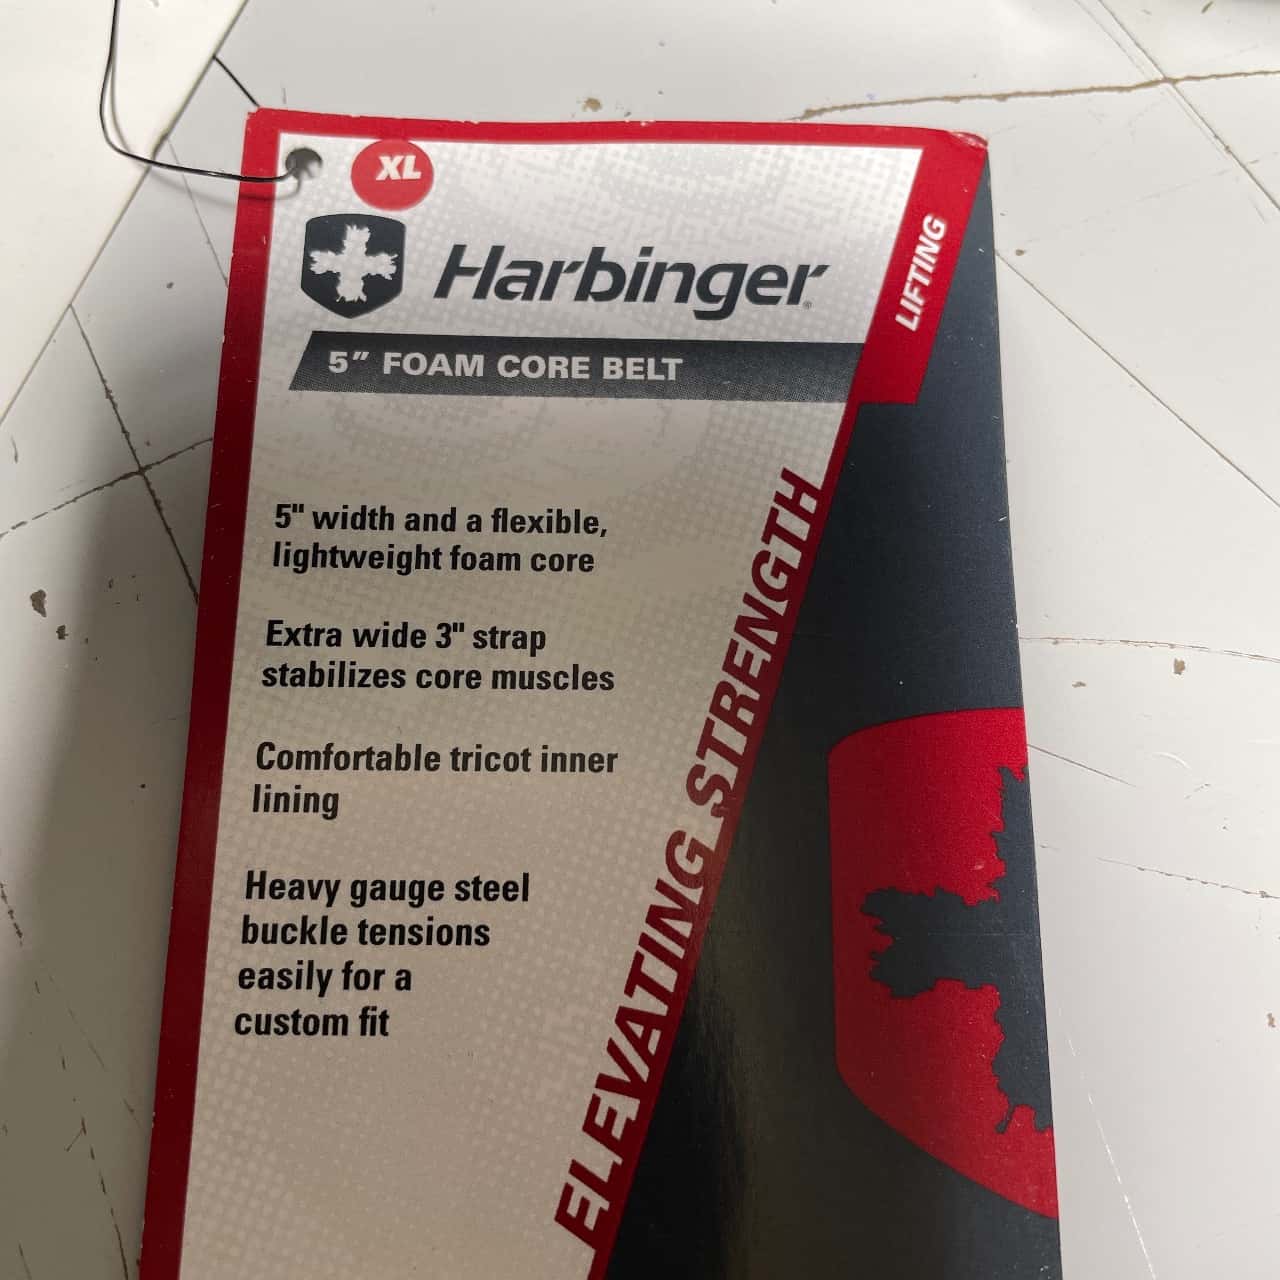 XL
Harbinger®
5" FOAM CORE BELT
LIFTING
5" width and a flexible,
lightweight foam core
Extra wide 3" strap
stabilizes core muscles
Comfortable tricot inner
lining
Heavy gauge steel
buckle tensions
easily for a
custom fit
ELEVATING STRENGTH